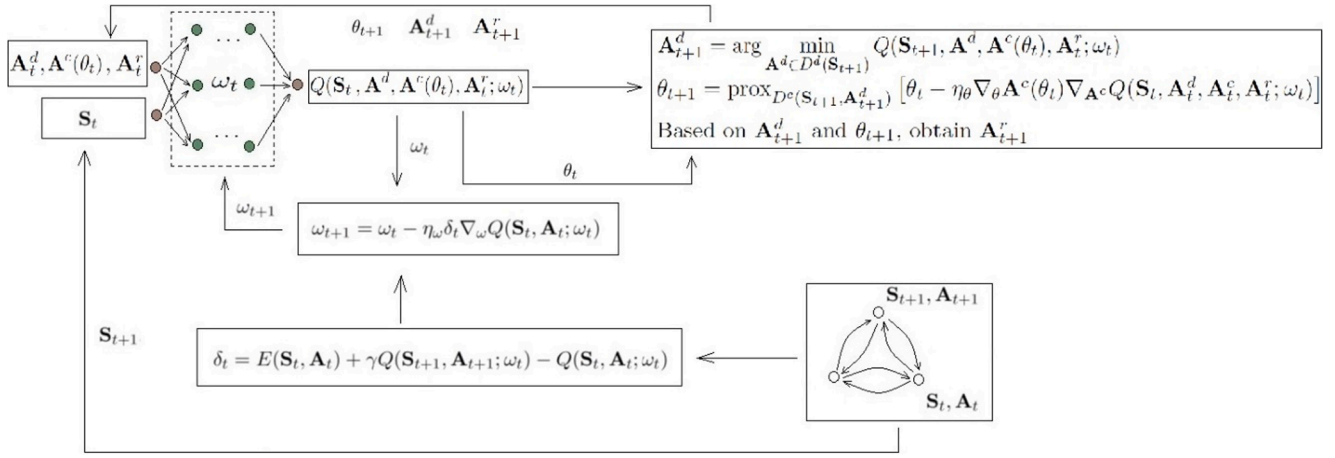 θ_{t+1} A^d_{t+1} A^r_{t+1}
A^d_t, A^c(θ_t), A^r_t
S_t
. . .
ω_t
. . .
Q(S_t, A^d, A^c(θ_t), A^r_t; ω_t)
A^d_{t+1} = arg min_{A^d⊂D^d(S_{t+1})} Q(S_{t+1}, A^d, A^c(θ_t), A^r_t; ω_t)
θ_{t+1} = prox_{D^c(S_{t+1}, A^d_{t+1})} [θ_t − η_θ∇_θA^c(θ_t)∇_{A^c}Q(S_t, A^d_t, A^c_t, A^r_t; ω_t)]
Based on A^d_{t+1} and θ_{t+1}, obtain A^r_{t+1}
ω_t
θ_t
ω_{t+1}
ω_{t+1} = ω_t − η_ωδ_t∇_ωQ(S_t, A_t; ω_t)
S_{t+1}
δ_t = E(S_t, A_t) + γQ(S_{t+1}, A_{t+1}; ω_t) − Q(S_t, A_t; ω_t)
S_{t+1}, A_{t+1}
S_t, A_t